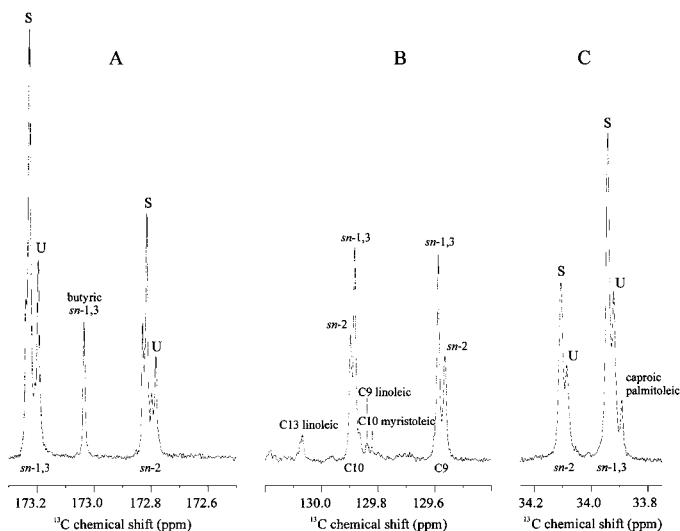 A
S
U
butyric
sn-1,3
S
U
sn-1,3
sn-2
173.2 173.0 172.8 172.6
¹³C chemical shift (ppm)
B
sn-1,3
sn-2
C13 linoleic
C9 linoleic
C10 myristoleic
sn-1,3
sn-2
C10
C9
130.0 129.8 129.6
¹³C chemical shift (ppm)
C
S
U
S
U
caproic
palmitoleic
sn-2
sn-1,3
34.2 34.0 33.8
¹³C chemical shift (ppm)